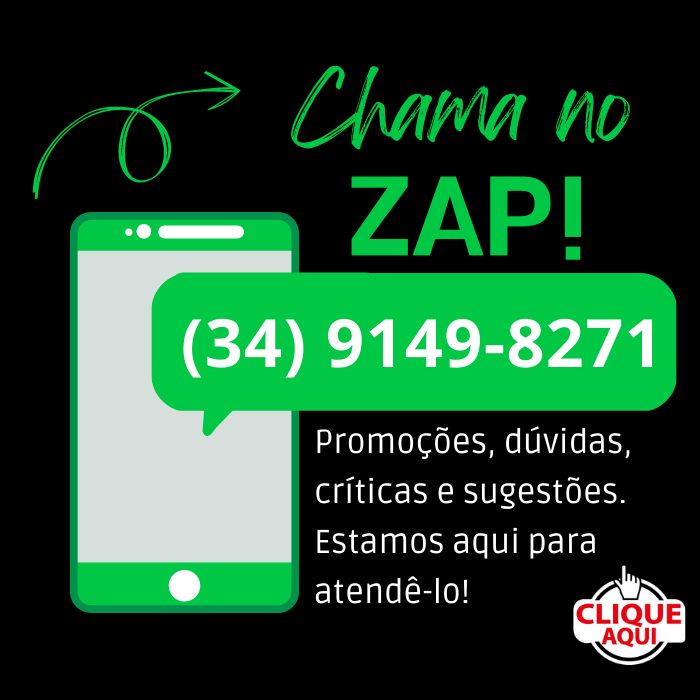 Chama no
ZAP!
(34) 9149-8271
Promoções, dúvidas,
críticas e sugestões.
Estamos aqui para
atendê-lo!
CLIQUE
AQUI